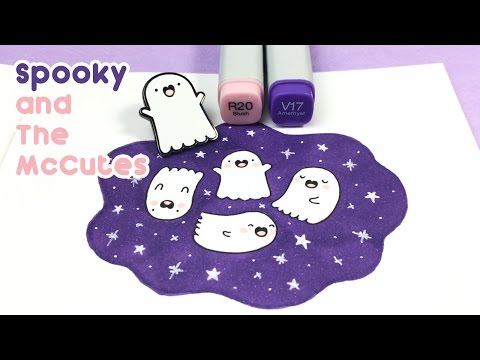 Spooky
and
The
McCutes
R20
Blush
V17
Amethyst